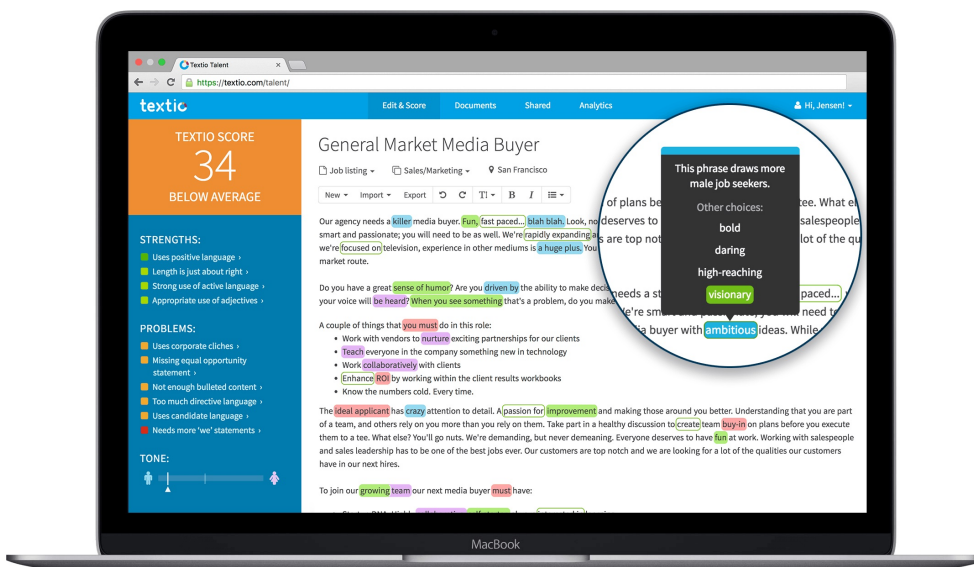 Textio Talent
https://textio.com/talent/
textio
Edit & Score
Documents
Shared
Analytics
Hi, Jensen!
TEXTIO SCORE
34
BELOW AVERAGE
STRENGTHS:
Uses positive language ›
Length is just about right ›
Strong use of active language ›
Appropriate use of adjectives ›
PROBLEMS:
Uses corporate cliches ›
Missing equal opportunity
statement ›
Not enough bulleted content ›
Too much directive language ›
Uses candidate language ›
Needs more 'we' statements ›
TONE:
General Market Media Buyer
Job listing
Sales/Marketing
San Francisco
New
Import
Export
B
I
Our agency needs a killer media buyer. Fun, fast paced... blah blah. Look, no
smart and passionate; you will need to be as well. We're rapidly expanding
we're focused on television, experience in other mediums is a huge plus. You
market route.
Do you have a great sense of humor? Are you driven by the ability to make
your voice will be heard? When you see something that's a problem, do you
A couple of things that you must do in this role:
• Work with vendors to nurture exciting partnerships for our clients
• Teach everyone in the company something new in technology
• Work collaboratively with clients
• Enhance ROI by working within the client results workbooks
• Know the numbers cold. Every time.
The ideal applicant has crazy attention to detail. A passion for improvement and making those around you better. Understanding that you are part
of a team, and others rely on you more than you rely on them. Take part in a healthy discussion to create team buy-in on plans before you execute
them to a tee. What else? You'll go nuts. We're demanding, but never demeaning. Everyone deserves to have fun at work. Working with salespeople
and sales leadership has to be one of the best jobs ever. Our customers are top notch and we are looking for a lot of the qualities our customers
have in our next hires.
To join our growing team our next media buyer must have:
This phrase draws more
male job seekers.
Other choices:
bold
daring
high-reaching
visionary
of plans
tee. What
deserves to
salespeople
are top
lot of the
needs a
paced...
need to
buyer with ambitious ideas. While
MacBook